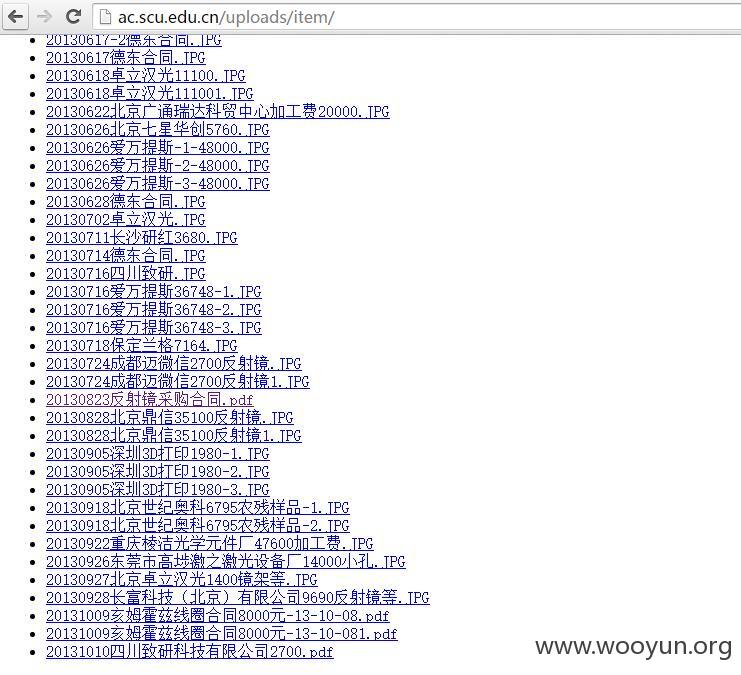 ac.scu.edu.cn/uploads/item/
20130617-2德东合同.JPG
20130617德东合同.JPG
20130618卓立汉光11100.JPG
20130618卓立汉光111001.JPG
20130622北京广诵瑞达科贸中心加工费20000.JPG
20130626北京七星华创5760.JPG
20130626爱万提斯-1-48000.JPG
20130626爱万提斯-2-48000.JPG
20130626爱万提斯-3-48000.JPG
20130628德东合同.JPG
20130702卓立汉光.JPG
20130711长沙研红3680.JPG
20130714德东合同.JPG
20130716四川致研.JPG
20130716爱万提斯36748-1.JPG
20130716爱万提斯36748-2.JPG
20130716爱万提斯36748-3.JPG
20130718保定兰格7164.JPG
20130724成都迈微信2700反射镜.JPG
20130724成都迈微信2700反射镜1.JPG
20130823反射镜采购合同.pdf
20130828北京鼎信35100反射镜.JPG
20130828北京鼎信35100反射镜1.JPG
20130905深圳3D打印1980-1.JPG
20130905深圳3D打印1980-2.JPG
20130905深圳3D打印1980-3.JPG
20130918北京世纪奥科6795农残样品-1.JPG
20130918北京世纪奥科6795农残样品-2.JPG
20130922重庆棱洁光学元件厂47600加工费.JPG
20130926东莞市高埗激之激光设备厂14000小孔.JPG
20130927北京卓立汉光1400镜架等.JPG
20130928长富科技（北京）有限公司9690反射镜等.JPG
20131009亥姆霍兹线圈合同8000元-13-10-08.pdf
20131009亥姆霍兹线圈合同8000元-13-10-081.pdf
20131010四川致研科技有限公司2700.pdf
www.wooyun.org